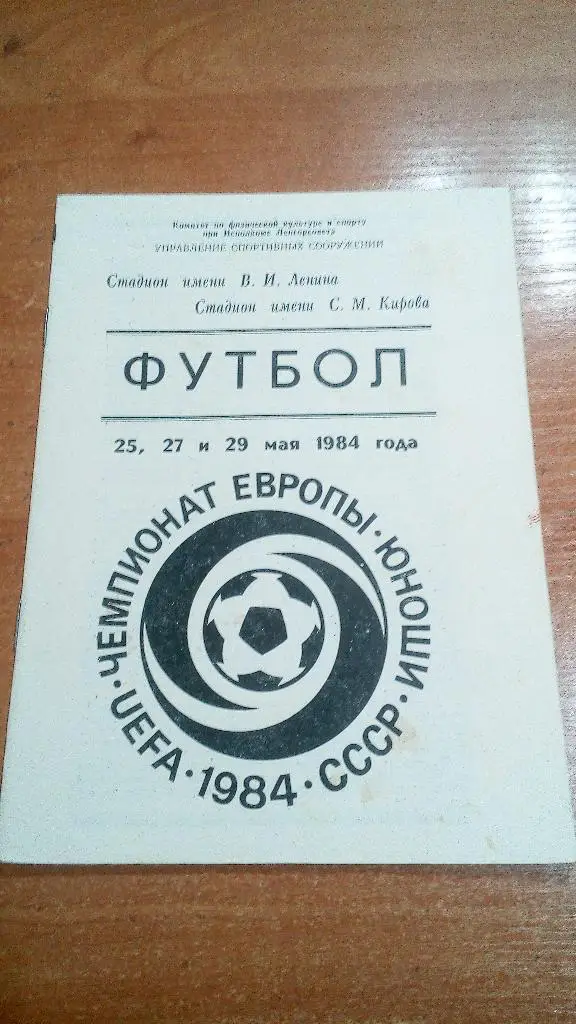 Комитет по физической культуре и спорту
при Исполкоме Ленгорсовета
УПРАВЛЕНИЕ СПОРТИВНЫХ СООРУЖЕНИЙ
Стадион имени В. И. Ленина
Стадион имени С. М. Кирова
ФУТБОЛ
25, 27 и 29 мая 1984 года
ЧЕМПИОНАТ ЕВРОПЫ · ЮНОШИ ·
UEFA · 1984 · СССР ·